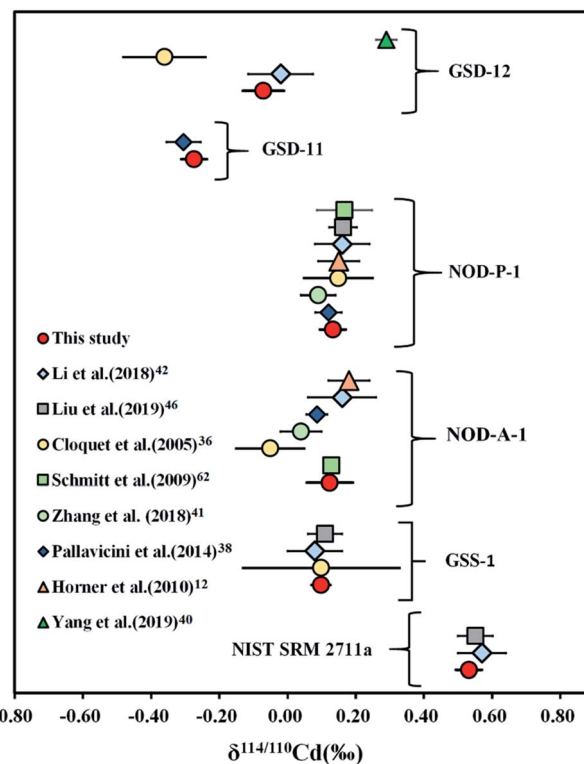 GSD-12
GSD-11
NOD-P-1
This study
Li et al.(2018)42
Liu et al.(2019)46
Cloquet et al.(2005)36
Schmitt et al.(2009)62
Zhang et al. (2018)41
Pallavicini et al.(2014)38
Horner et al.(2010)12
Yang et al.(2019)40
NOD-A-1
GSS-1
NIST SRM 2711a
0.80 -0.60 -0.40 -0.20 0.00 0.20 0.40 0.60 0.80
δ114/110Cd(‰)